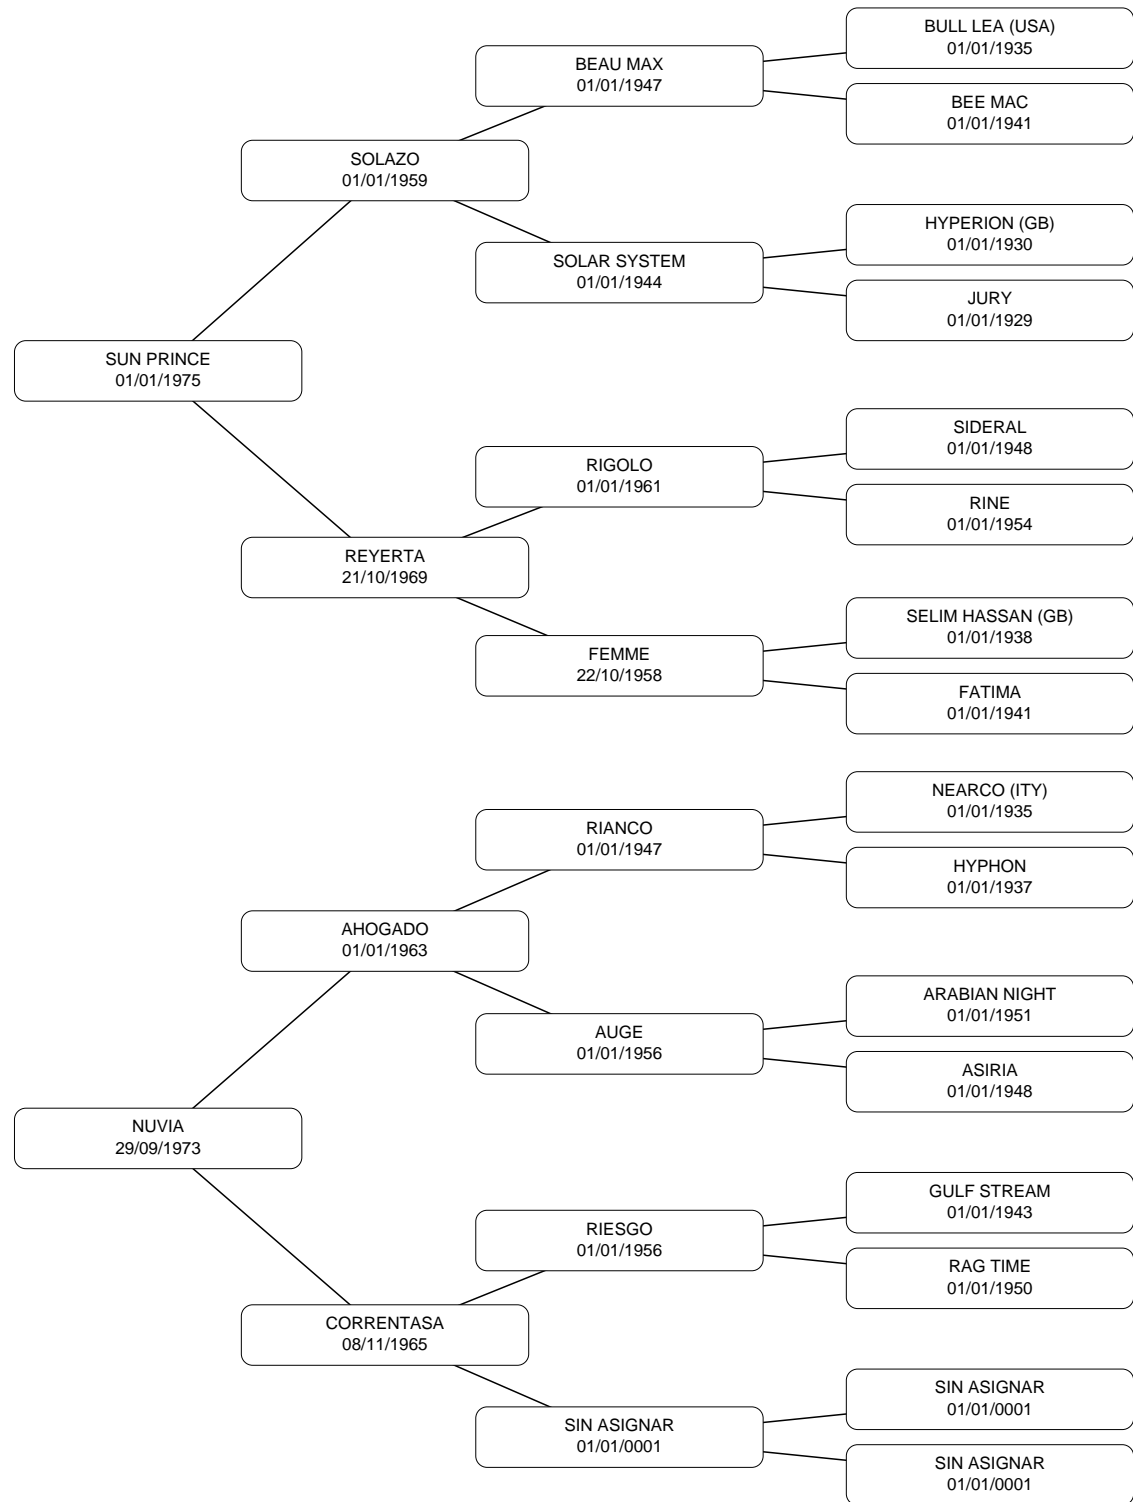 BULL LEA (USA)
01/01/1935
BEAU MAX
01/01/1947
BEE MAC
01/01/1941
SOLAZO
01/01/1959
HYPERION (GB)
01/01/1930
SOLAR SYSTEM
01/01/1944
JURY
01/01/1929
SUN PRINCE
01/01/1975
SIDERAL
01/01/1948
RIGOLO
01/01/1961
RINE
01/01/1954
REYERTA
21/10/1969
SELIM HASSAN (GB)
01/01/1938
FEMME
22/10/1958
FATIMA
01/01/1941
NEARCO (ITY)
01/01/1935
RIANCO
01/01/1947
HYPHON
01/01/1937
AHOGADO
01/01/1963
ARABIAN NIGHT
01/01/1951
AUGE
01/01/1956
ASIRIA
01/01/1948
NUVIA
29/09/1973
GULF STREAM
01/01/1943
RIESGO
01/01/1956
RAG TIME
01/01/1950
CORRENTASA
08/11/1965
SIN ASIGNAR
01/01/0001
SIN ASIGNAR
01/01/0001
SIN ASIGNAR
01/01/0001